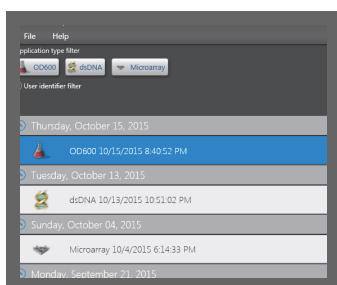 File Help
pplication type filter
OD600 dsDNA Microarray
User identifier filter
Thursday, October 15, 2015
OD600 10/15/2015 8:40:52 PM
Tuesday, October 13, 2015
dsDNA 10/13/2015 10:51:02 PM
Sunday, October 04, 2015
Microarray 10/4/2015 6:14:33 PM
Monday, September 21, 2015